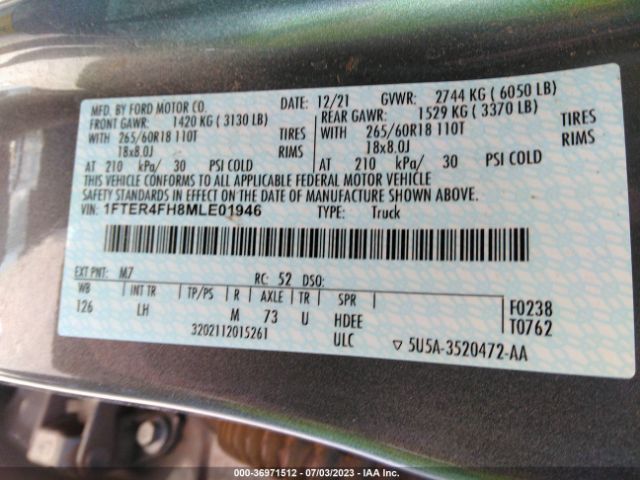 MFD. BY FORD MOTOR CO. DATE: 12/21 GVWR: 2744 KG ( 6050 LB)
FRONT GAWR: 1420 KG ( 3130 LB) REAR GAWR: 1529 KG ( 3370 LB)
WITH 265/60R18 110T TIRES WITH 265/60R18 110T TIRES
18x8.0J RIMS 18x8.0J RIMS
AT 210 kPa/ 30 PSI COLD AT 210 kPa/ 30 PSI COLD
THIS VEHICLE CONFORMS TO ALL APPLICABLE FEDERAL MOTOR VEHICLE
SAFETY STANDARDS IN EFFECT ON THE DATE OF MANUFACTURE SHOWN ABOVE.
VIN: 1FTER4FH8MLE01946 TYPE: Truck
EXT PNT: M7 RC: 52 DSO:
WB INT TR TP/PS R AXLE TR SPR
126 LH M 73 U HDEE
F0238
T0762
3202112015261 ULC ▽ 5U5A-3520472-AA
000-36971512 - 07/03/2023 - IAA Inc.